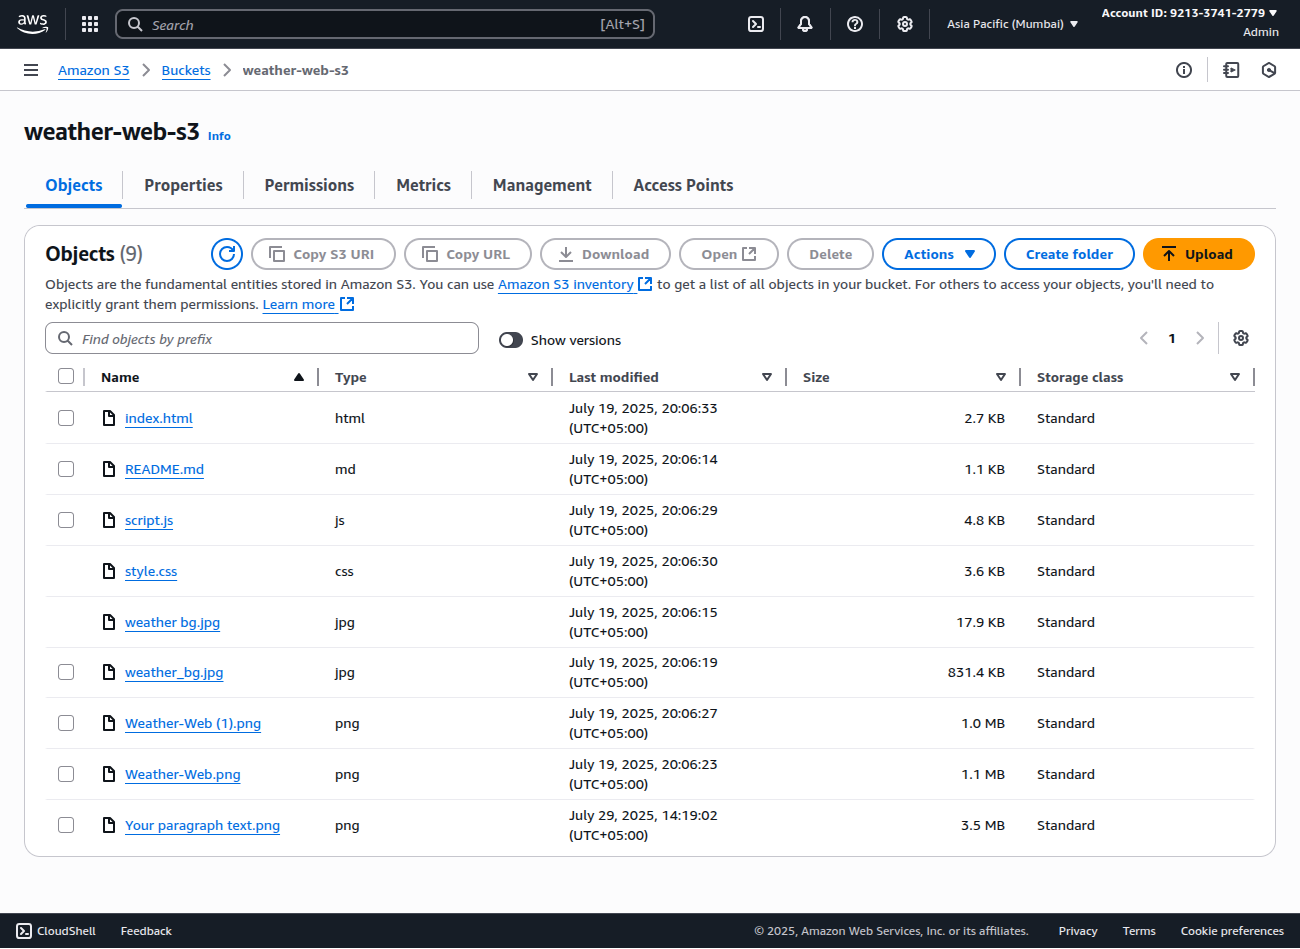 aws
Search [Alt+S]
Asia Pacific (Mumbai)
Account ID: 9213-3741-2779
Admin
Amazon S3 Buckets weather-web-s3
weather-web-s3 Info
Objects Properties Permissions Metrics Management Access Points
Objects (9) Copy S3 URI Copy URL Download Open Delete Actions Create folder Upload
Objects are the fundamental entities stored in Amazon S3. You can use Amazon S3 inventory to get a list of all objects in your bucket. For others to access your objects, you'll need to
explicitly grant them permissions. Learn more
Find objects by prefix Show versions 1
Name Type Last modified Size Storage class
index.html html July 19, 2025, 20:06:33 (UTC+05:00) 2.7 KB Standard
README.md md July 19, 2025, 20:06:14 (UTC+05:00) 1.1 KB Standard
script.js js July 19, 2025, 20:06:29 (UTC+05:00) 4.8 KB Standard
style.css css July 19, 2025, 20:06:30 (UTC+05:00) 3.6 KB Standard
weather bg.jpg jpg July 19, 2025, 20:06:15 (UTC+05:00) 17.9 KB Standard
weather_bg.jpg jpg July 19, 2025, 20:06:19 (UTC+05:00) 831.4 KB Standard
Weather-Web (1).png png July 19, 2025, 20:06:27 (UTC+05:00) 1.0 MB Standard
Weather-Web.png png July 19, 2025, 20:06:23 (UTC+05:00) 1.1 MB Standard
Your paragraph text.png png July 29, 2025, 14:19:02 (UTC+05:00) 3.5 MB Standard
CloudShell Feedback © 2025, Amazon Web Services, Inc. or its affiliates. Privacy Terms Cookie preferences